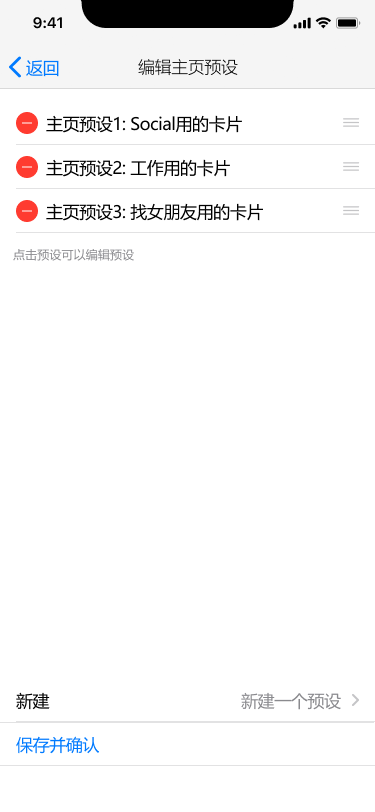 9:41
返回
编辑主页预设
主页预设1: Social用的卡片
主页预设2: 工作用的卡片
主页预设3: 找女朋友用的卡片
点击预设可以编辑预设
新建
新建一个预设
保存并确认